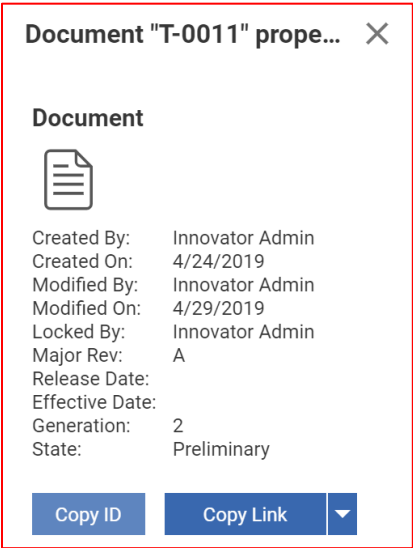 Document "T-0011" prope...
Document
Created By: Innovator Admin
Created On: 4/24/2019
Modified By: Innovator Admin
Modified On: 4/29/2019
Locked By: Innovator Admin
Major Rev: A
Release Date:
Effective Date:
Generation: 2
State: Preliminary
Copy ID Copy Link